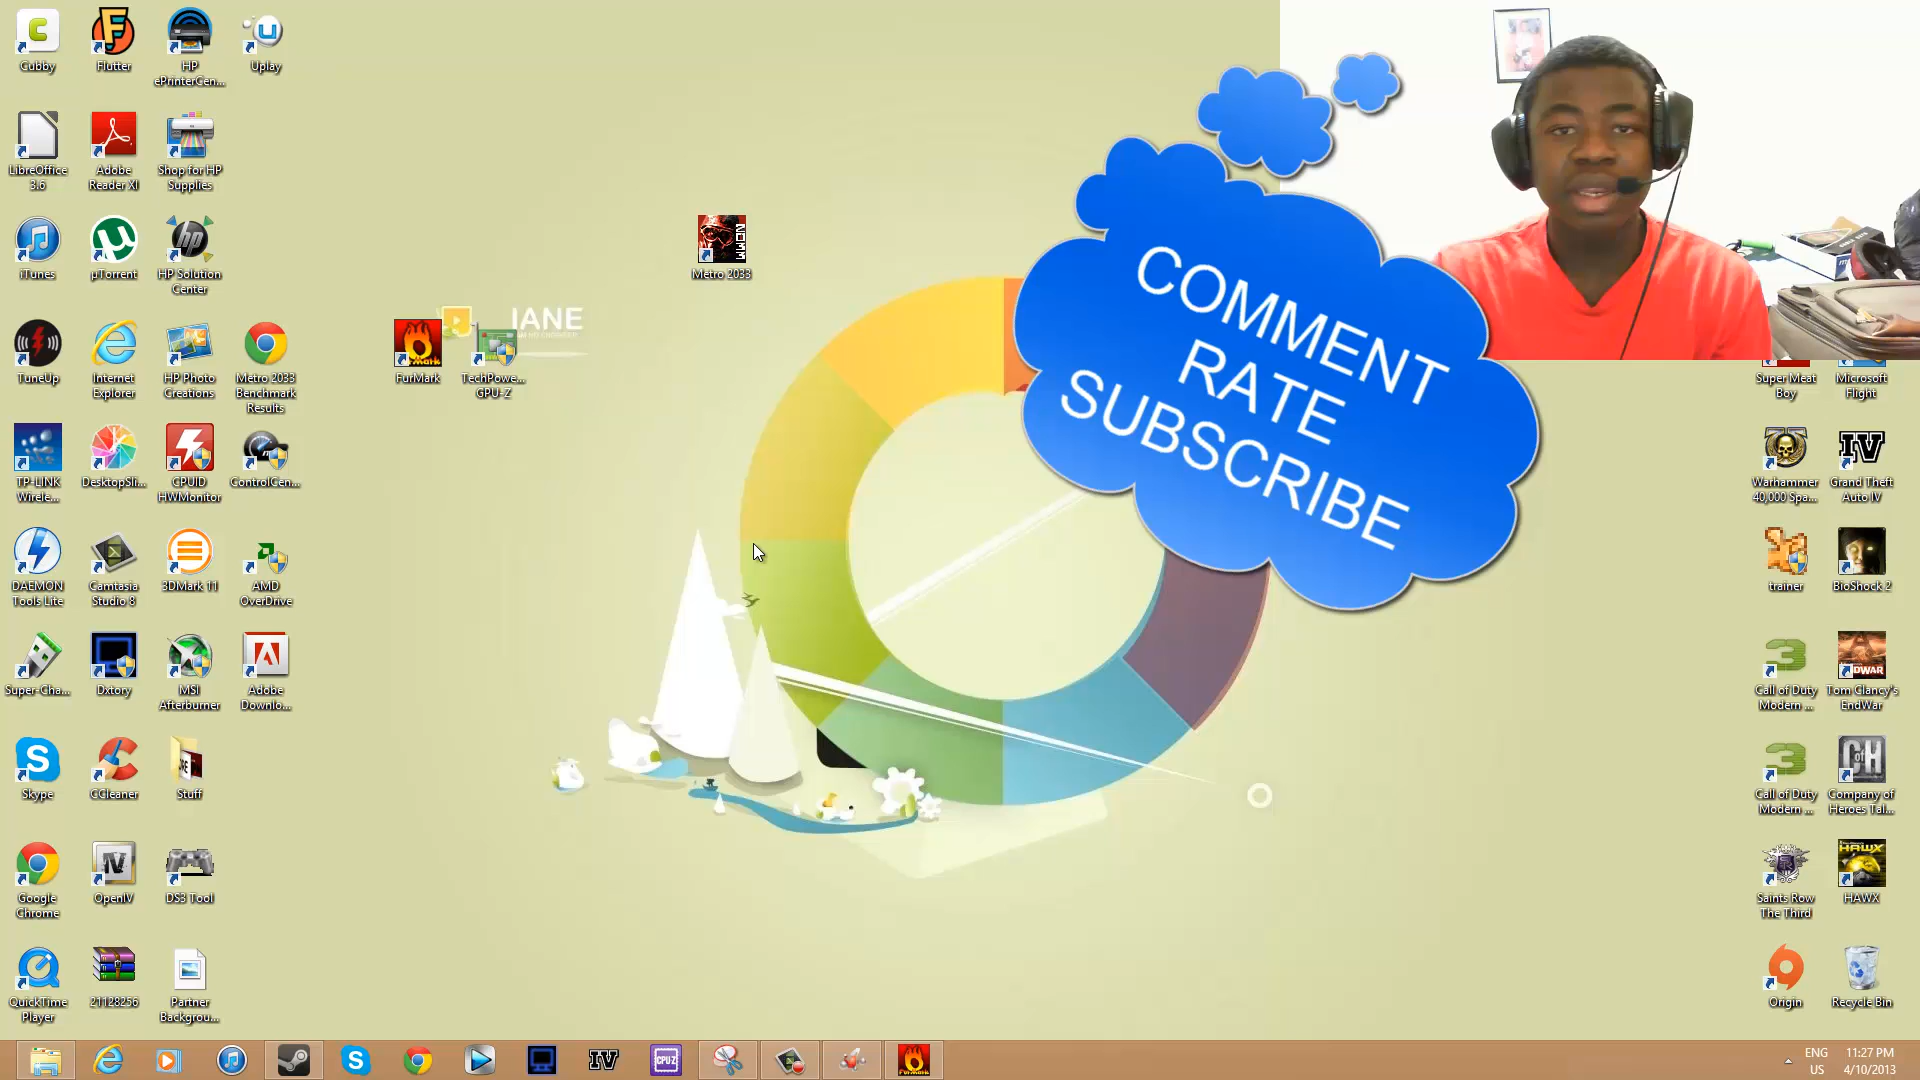 Cubby
Flutter
HP
ePrinterCen...
Uplay
LibreOffice
3.6
Adobe
Reader XI
Shop for HP
Supplies
iTunes
µTorrent
HP Solution
Center
Metro 2033
IANE
FurMark
TechPowe...
GPU-Z
TuneUp
Internet
Explorer
HP Photo
Creations
Metro 2033
Benchmark
Results
COMMENT
RATE
SUBSCRIBE
Super Meat
Boy
Microsoft
Flight
TP-LINK
Wirele...
DesktopSli...
CPUID
HWMonitor
ControlCen...
Warhammer
40,000 Spa...
Grand Theft
Auto IV
DAEMON
Tools Lite
Camtasia
Studio 8
3DMark 11
AMD
OverDrive
trainer
BioShock 2
Super-Cha...
Dxtory
MSI
Afterburner
Adobe
Downlo...
Call of Duty
Modern ...
Tom Clancy's
EndWar
Skype
CCleaner
Stuff
Call of Duty
Modern ...
Company of
Heroes Tal...
Google
Chrome
OpenIV
DS3 Tool
Saints Row
The Third
HAWX
QuickTime
Player
21128256
Partner
Backgrou...
Origin
Recycle Bin
ENG
US
11:27 PM
4/10/2013